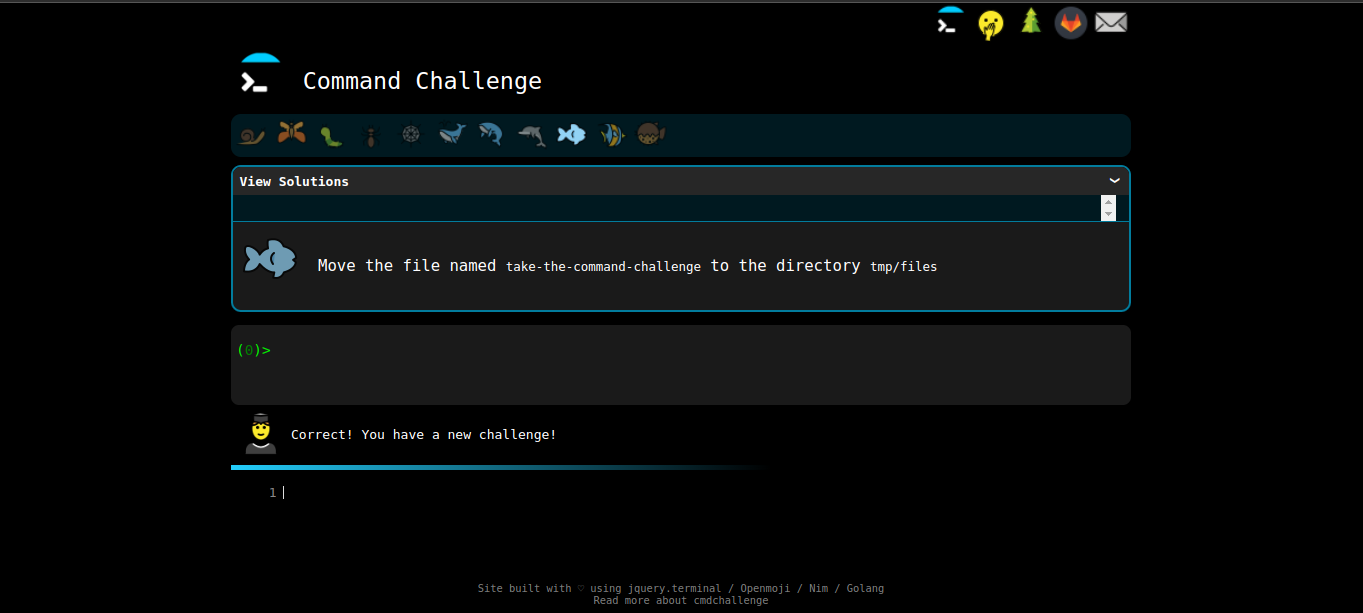 Command Challenge
View Solutions
Move the file named take-the-command-challenge to the directory tmp/files
(0)>
Correct! You have a new challenge!
1
Site built with ♡ using jquery.terminal / Openmoji / Nim / Golang
Read more about cmdchallenge